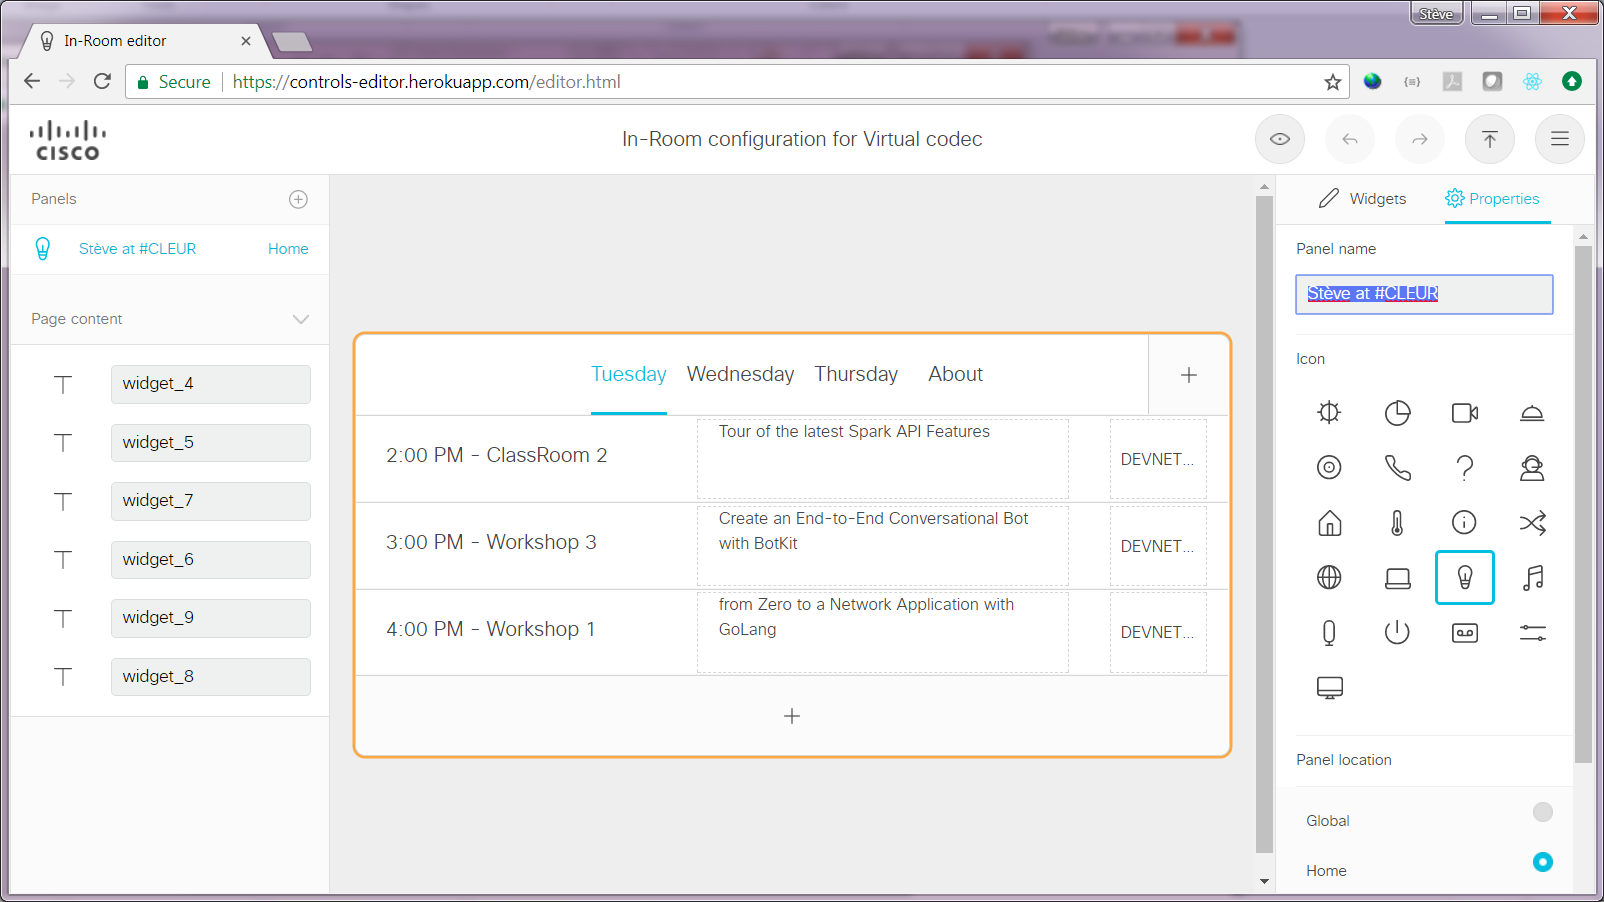 Stève
In-Room editor
Secure
https://controls-editor.herokuapp.com/editor.html
CISCO
In-Room configuration for Virtual codec
Panels
Stève at #CLEUR
Home
Page content
widget_4
widget_5
widget_7
widget_6
widget_9
widget_8
Tuesday
Wednesday
Thursday
About
2:00 PM - ClassRoom 2
Tour of the latest Spark API Features
DEVNET...
3:00 PM - Workshop 3
Create an End-to-End Conversational Bot
with BotKit
DEVNET...
4:00 PM - Workshop 1
from Zero to a Network Application with
GoLang
DEVNET...
Widgets
Properties
Panel name
Stève at #CLEUR
Icon
Panel location
Global
Home